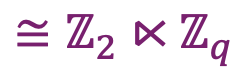 ≅ ℤ₂ ⋉ ℤ_q